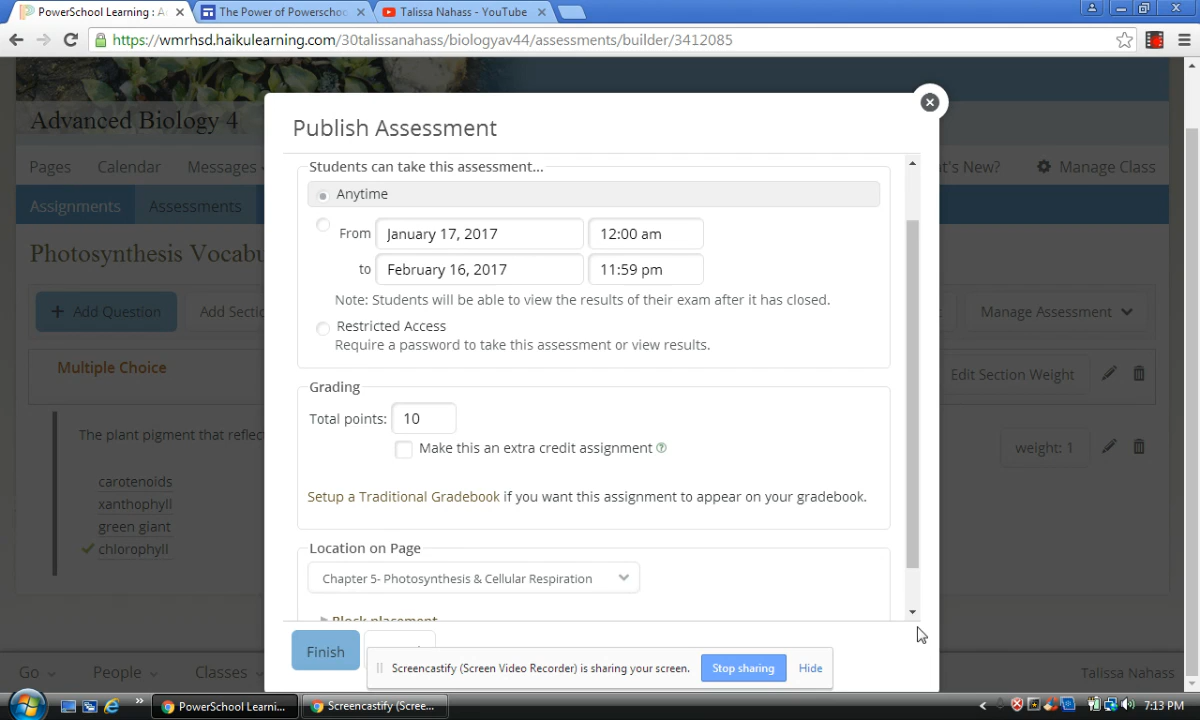 PowerSchool Learning : A
The Power of Powerschoo
Talissa Nahass - YouTube
https://wmrhsd.haikulearning.com/30talissanahass/biologyav44/assessments/builder/3412085
Advanced Biology 4
Publish Assessment
Pages
Calendar
Messages
t's New?
Manage Class
Assignments
Assessments
Students can take this assessment...
Anytime
From January 17, 2017 12:00 am
to February 16, 2017 11:59 pm
Note: Students will be able to view the results of their exam after it has closed.
Restricted Access
Require a password to take this assessment or view results.
Photosynthesis Vocabu
+ Add Question
Add Sectio
Manage Assessment
Multiple Choice
Edit Section Weight
Grading
Total points: 10
Make this an extra credit assignment
Setup a Traditional Gradebook if you want this assignment to appear on your gradebook.
The plant pigment that reflect
weight: 1
carotenoids
xanthophyll
green giant
chlorophyll
Location on Page
Chapter 5- Photosynthesis & Cellular Respiration
Block placement
Finish
Screencastify (Screen Video Recorder) is sharing your screen.
Stop sharing
Hide
Go
People
Classes
Talissa Nahass
PowerSchool Learni...
Screencastify (Scree...
7:13 PM